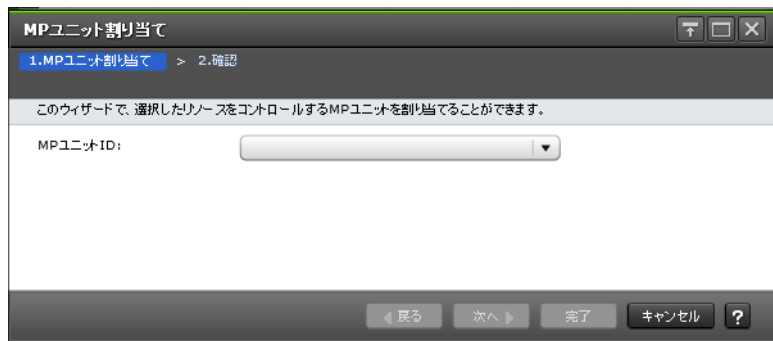 MPユニット割り当て
1.MPユニット割り当て > 2.確認
このウィザードで、選択したリソースをコントロールするMPユニットを割り当てることができます。
MPユニットID:
戻る 次へ 完了 キャンセル ?